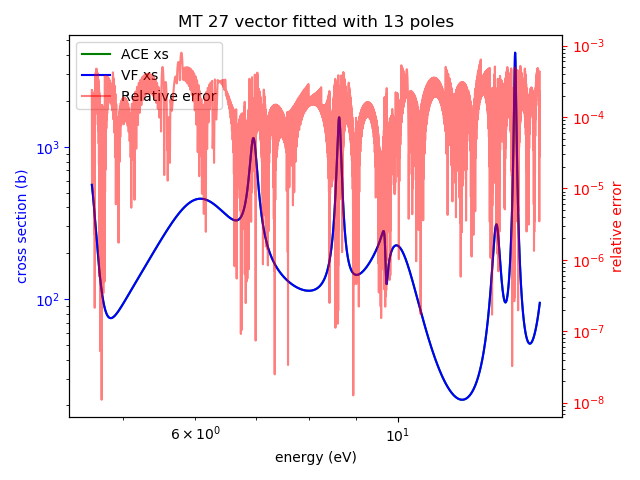 MT 27 vector fitted with 13 poles
ACE xs
VF xs
Relative error
cross section (b)
10³
10²
6 × 10⁰
10¹
energy (eV)
relative error
10⁻³
10⁻⁴
10⁻⁵
10⁻⁶
10⁻⁷
10⁻⁸